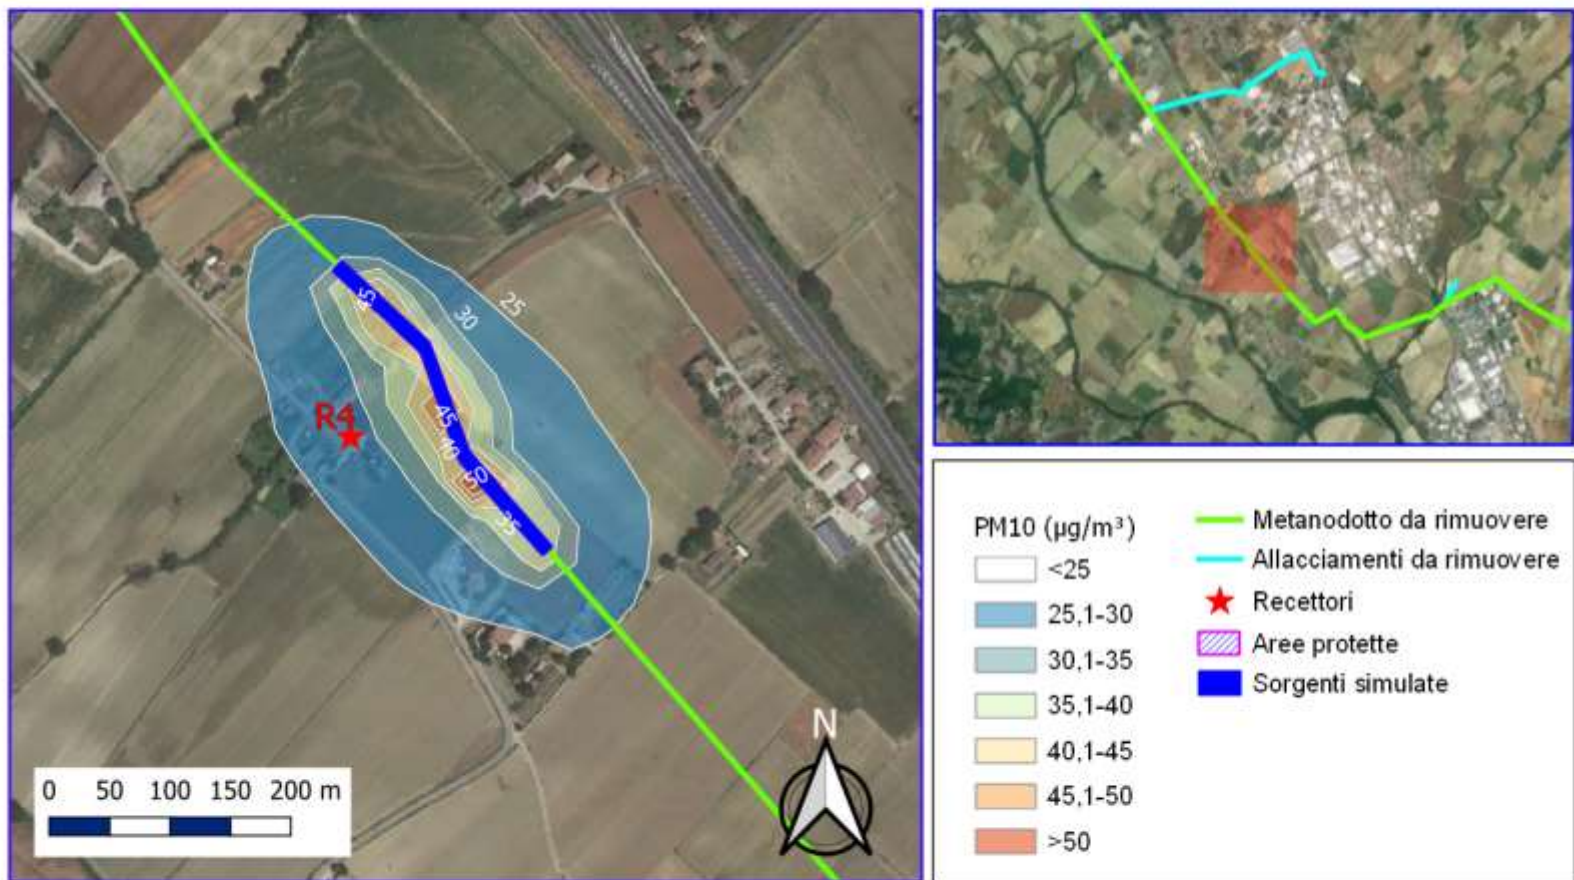 25
30
45
R4
45
40
50
35
N
0 50 100 150 200 m
PM10 (µg/m³)
<25
25,1-30
30,1-35
35,1-40
40,1-45
45,1-50
>50
Metanodotto da rimuovere
Allacciamenti da rimuovere
Recettori
Aree protette
Sorgenti simulate